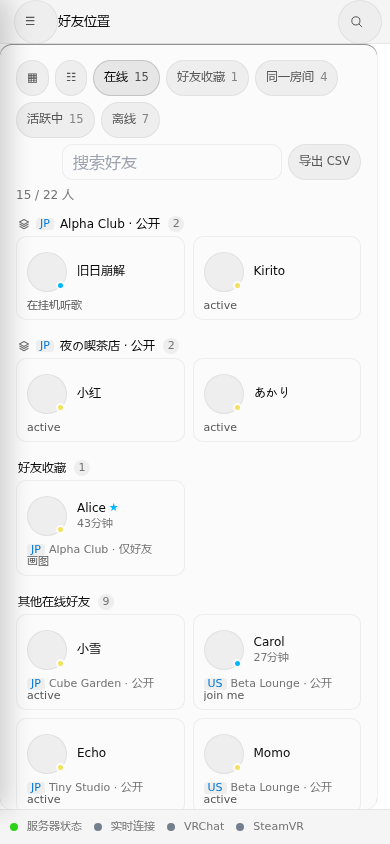 好友位置
在线 15 好友收藏 1 同一房间 4
活跃中 15 离线 7
搜索好友 导出 CSV
15 / 22 人
JP Alpha Club · 公开 2
旧日崩解 Kirito
在挂机听歌 active
JP 夜の喫茶店 · 公开 2
小红 あかり
active active
好友收藏 1
Alice ★
43分钟
JP Alpha Club · 仅好友
画图
其他在线好友 9
小雪 Carol
27分钟
JP Cube Garden · 公开 US Beta Lounge · 公开
active join me
Echo Momo
JP Tiny Studio · 公开 US Beta Lounge · 公开
active active
服务器状态 实时连接 VRChat SteamVR